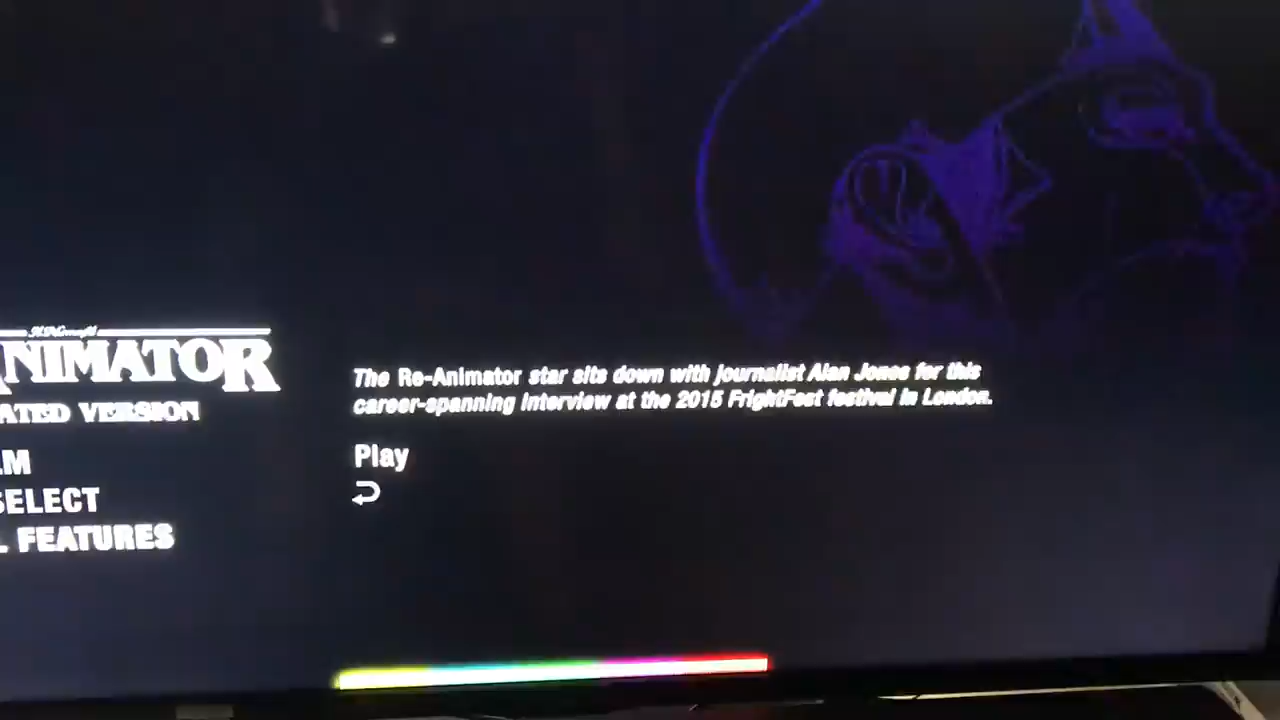 ANIMATOR
ATED VERSION
LM
SELECT
L FEATURES
The Re-Animator star sits down with journalist Alan Jones for this
career-spanning interview at the 2015 FrightFest festival in London.
Play